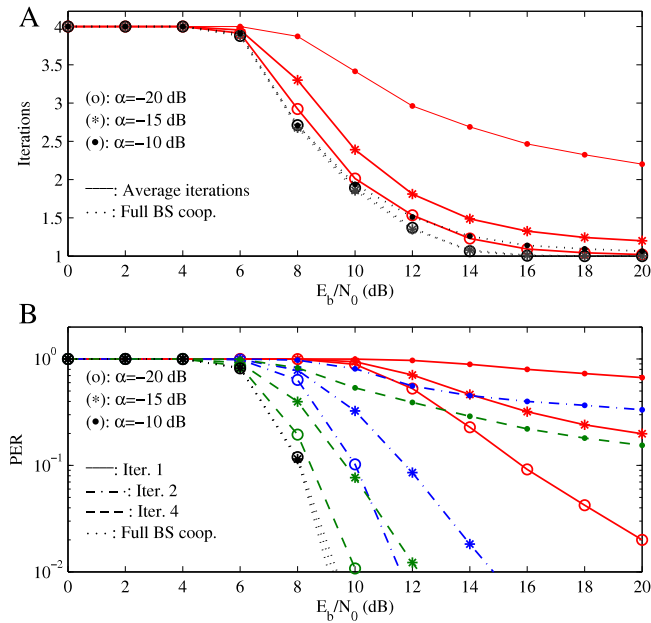 A
4
3.5
3
2.5
2
1.5
1
Iterations
(o): α=−20 dB
(*): α=−15 dB
(•): α=−10 dB
——: Average iterations
· · · ·: Full BS coop.
0 2 4 6 8 10 12 14 16 18 20
E_b/N_0 (dB)
B
10^0
10^−1
10^−2
PER
(o): α=−20 dB
(*): α=−15 dB
(•): α=−10 dB
——: Iter. 1
– · – · –: Iter. 2
– – –: Iter. 4
· · · ·: Full BS coop.
0 2 4 6 8 10 12 14 16 18 20
E_b/N_0 (dB)